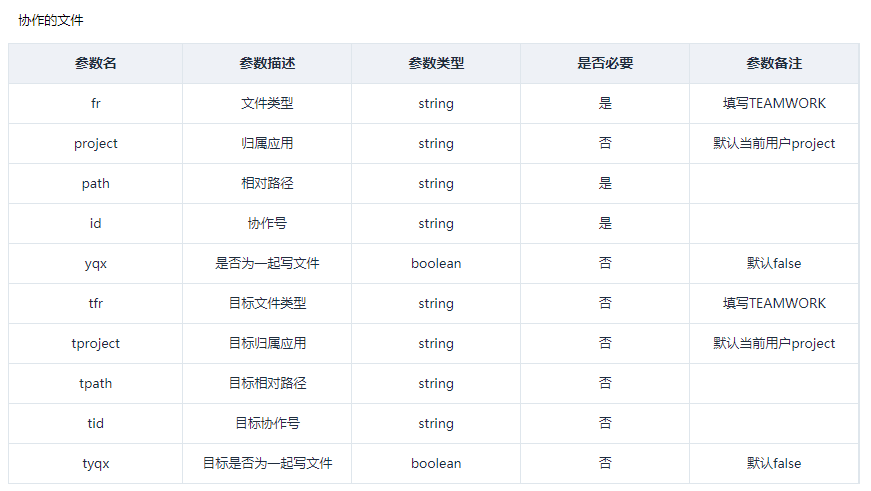 协作的文件
参数名 参数描述 参数类型 是否必要 参数备注
fr 文件类型 string 是 填写TEAMWORK
project 归属应用 string 否 默认当前用户project
path 相对路径 string 是
id 协作号 string 是
yqx 是否为一起写文件 boolean 否 默认false
tfr 目标文件类型 string 否 填写TEAMWORK
tproject 目标归属应用 string 否 默认当前用户project
tpath 目标相对路径 string 否
tid 目标协作号 string 否
tyqx 目标是否为一起写文件 boolean 否 默认false